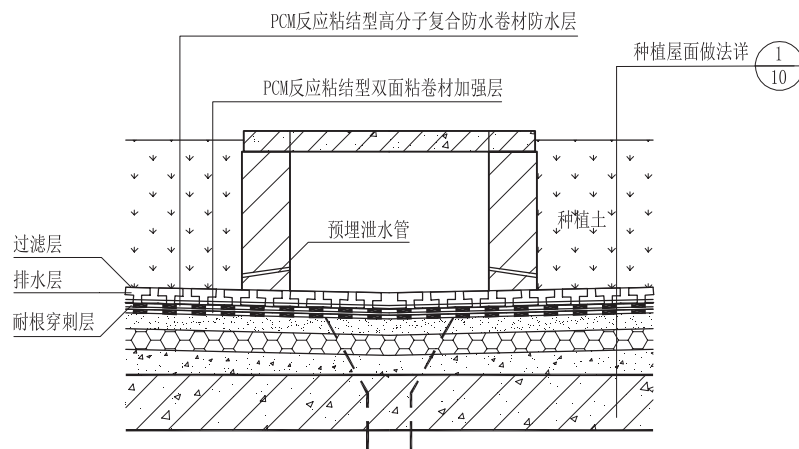 PCM反应粘结型高分子复合防水卷材防水层
种植屋面做法详
1
10
PCM反应粘结型双面粘卷材加强层
种植土
预埋泄水管
过滤层
排水层
耐根穿刺层